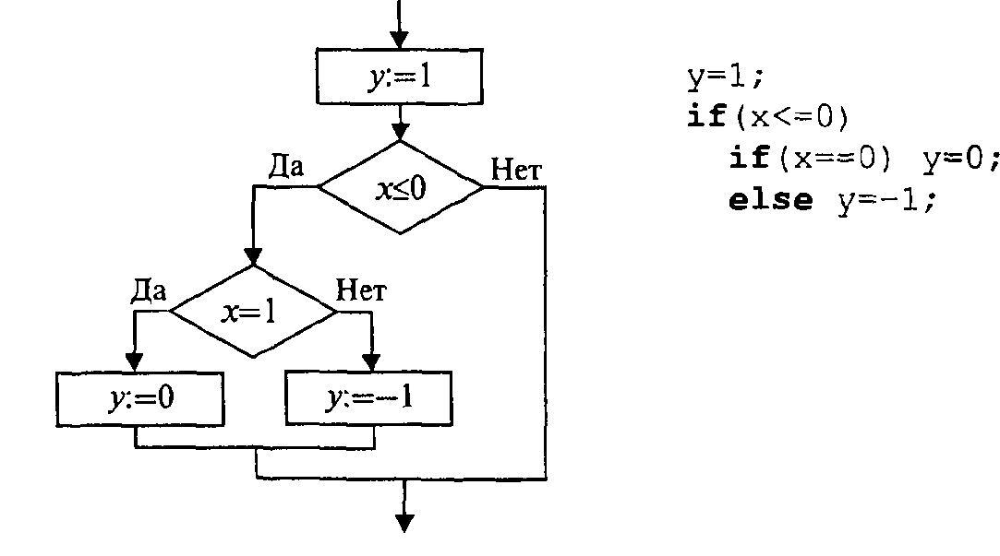 y:=1
Да
x≤0
Нет
Да
x=1
Нет
y:=0
y:=−1
y=1;
if(x<=0)
if(x==0) y=0;
else y=-1;